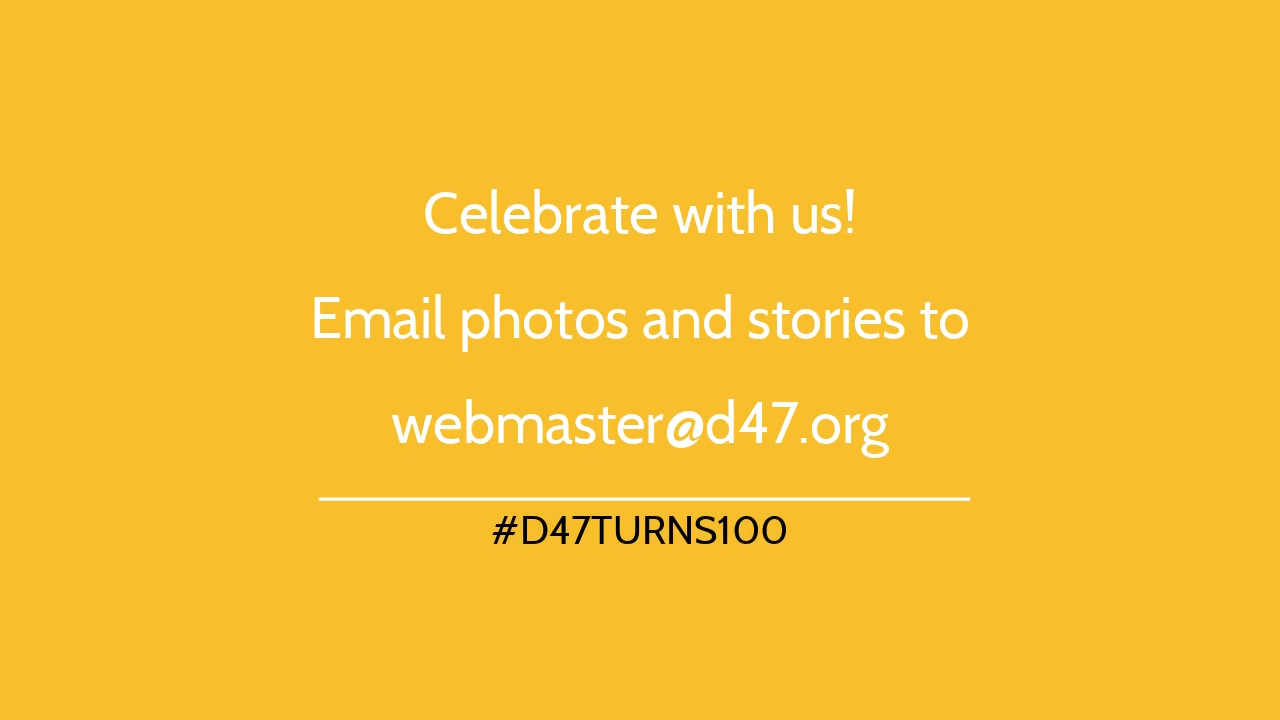 Celebrate with us!
Email photos and stories to
webmaster@d47.org
#D47TURNS100